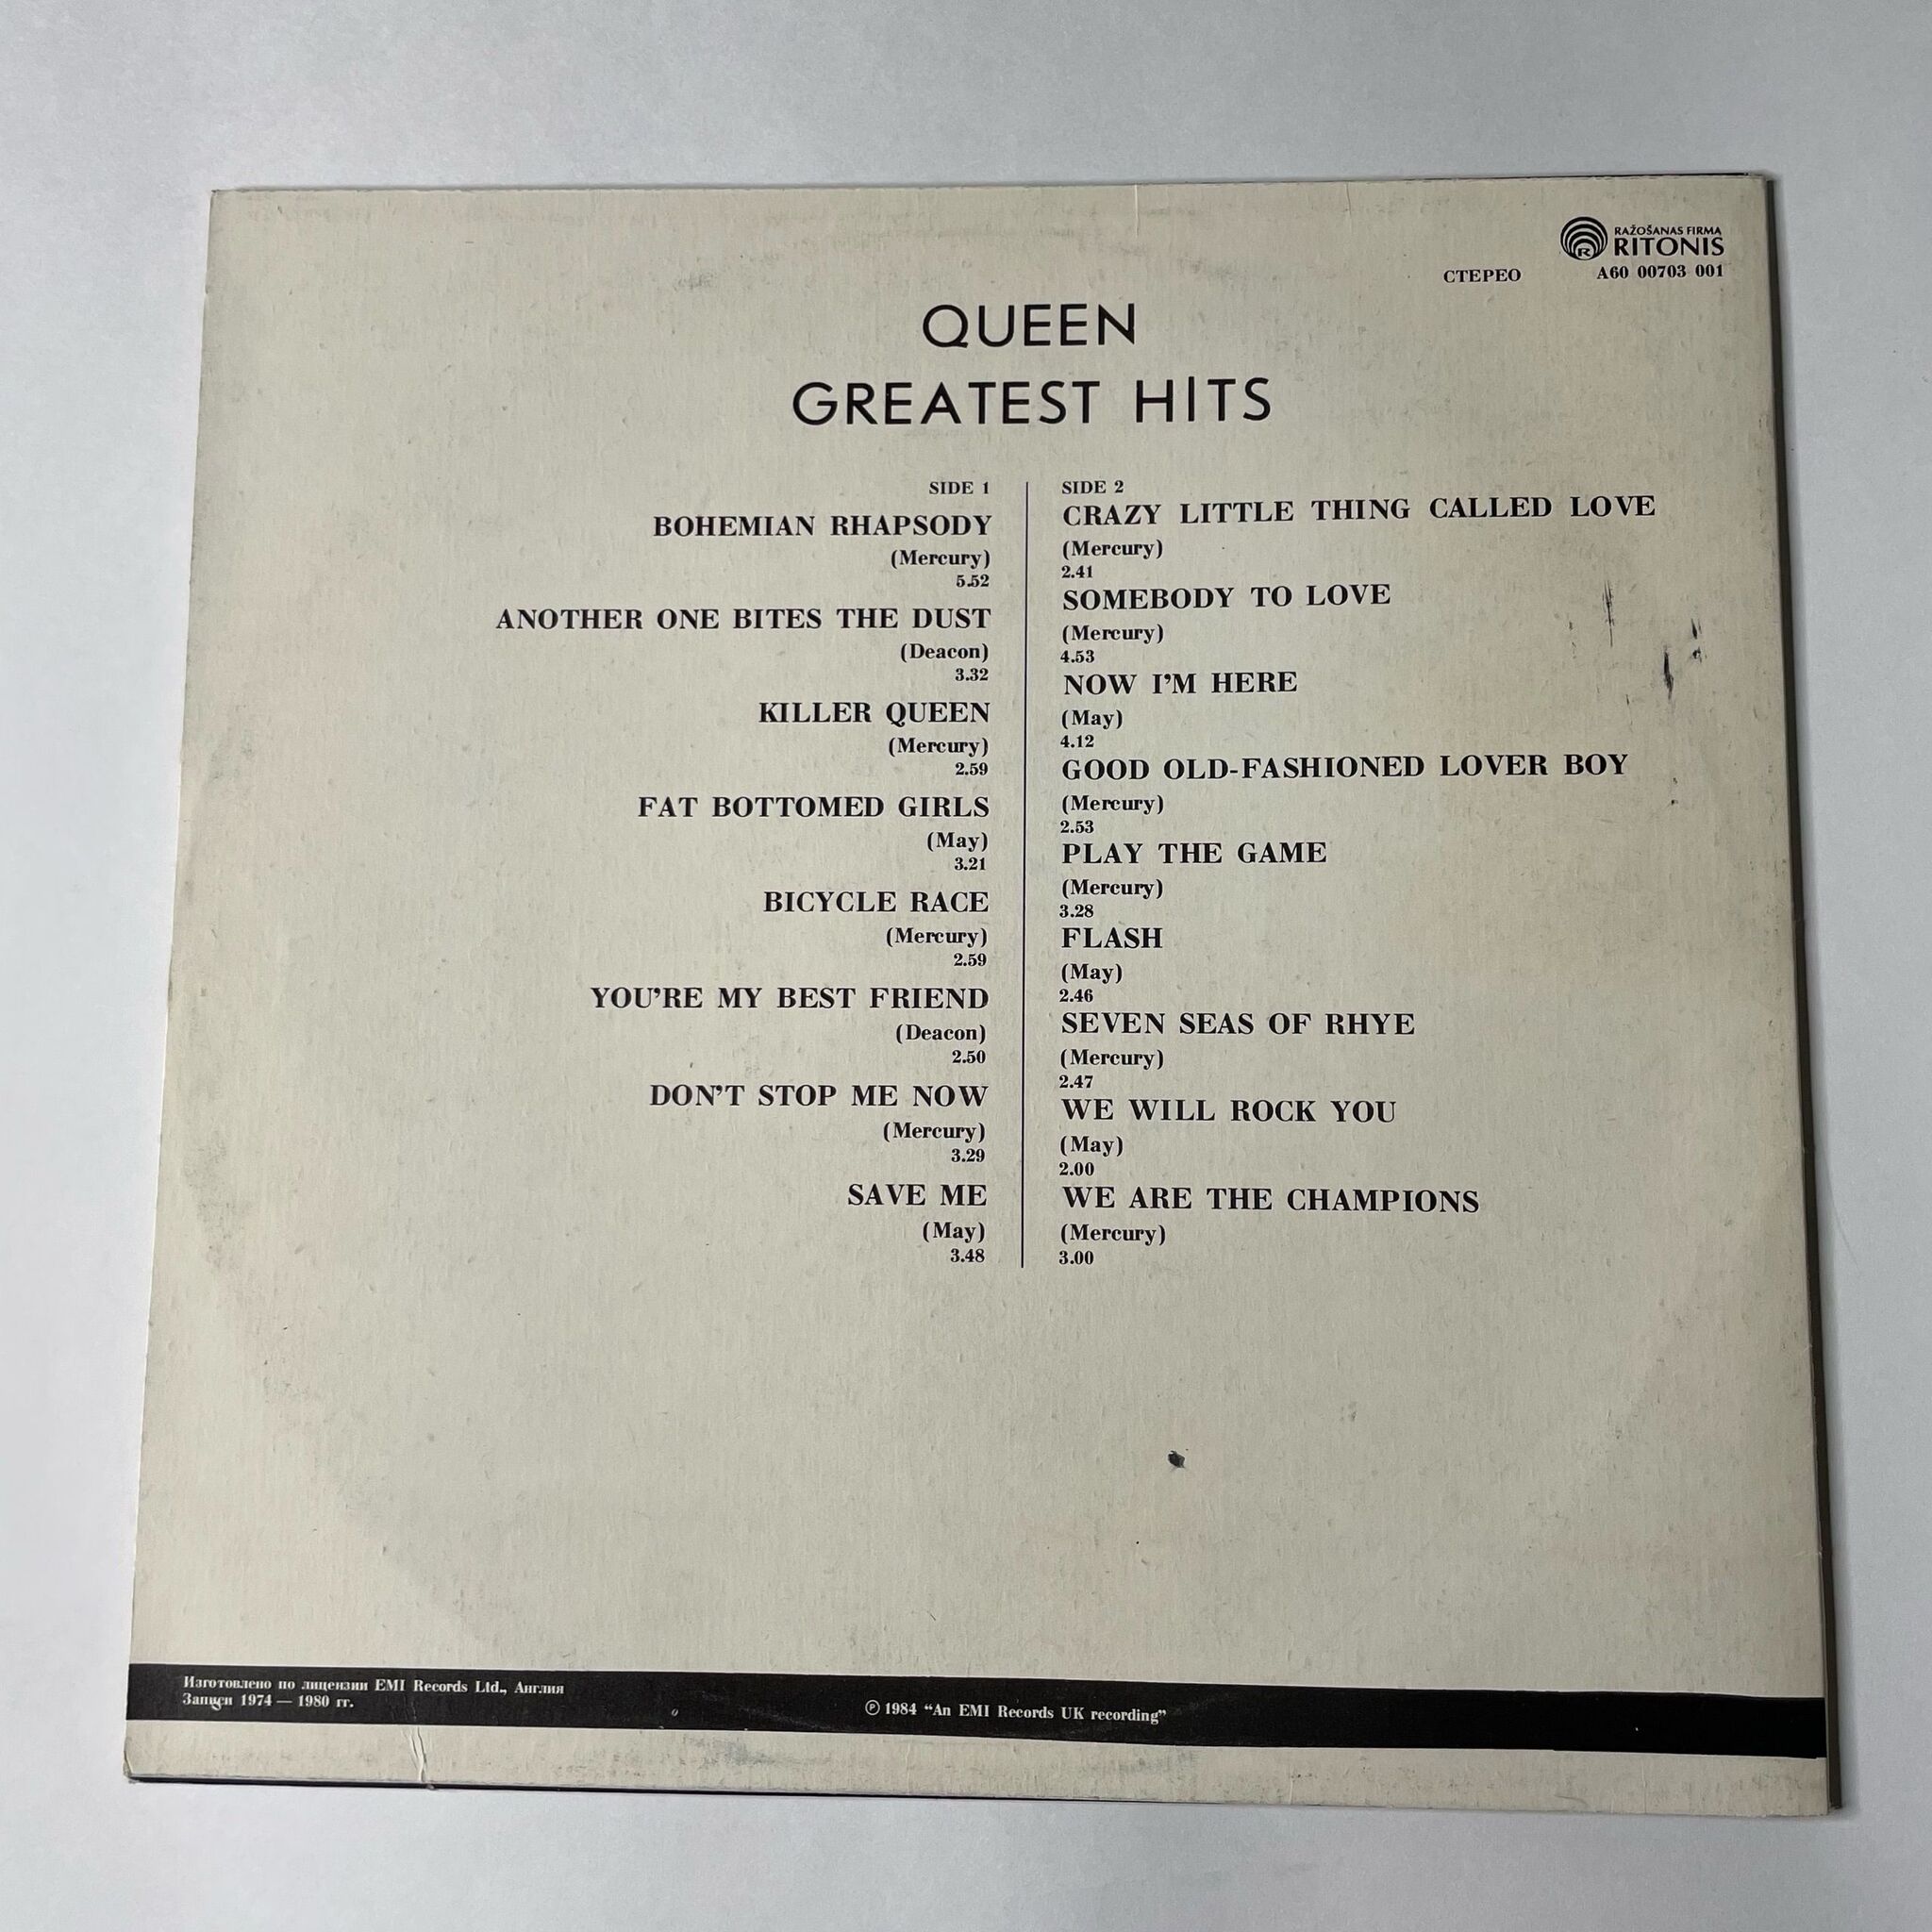 RAŽOŠANAS FIRMA
RITONIS
СТЕРЕО A60 00703 001
QUEEN
GREATEST HITS
SIDE 1
BOHEMIAN RHAPSODY
(Mercury)
5.52
ANOTHER ONE BITES THE DUST
(Deacon)
3.32
KILLER QUEEN
(Mercury)
2.59
FAT BOTTOMED GIRLS
(May)
3.21
BICYCLE RACE
(Mercury)
2.59
YOU'RE MY BEST FRIEND
(Deacon)
2.50
DON'T STOP ME NOW
(Mercury)
3.29
SAVE ME
(May)
3.48
SIDE 2
CRAZY LITTLE THING CALLED LOVE
(Mercury)
2.41
SOMEBODY TO LOVE
(Mercury)
4.53
NOW I'M HERE
(May)
4.12
GOOD OLD-FASHIONED LOVER BOY
(Mercury)
2.53
PLAY THE GAME
(Mercury)
3.28
FLASH
(May)
2.46
SEVEN SEAS OF RHYE
(Mercury)
2.47
WE WILL ROCK YOU
(May)
2.00
WE ARE THE CHAMPIONS
(Mercury)
3.00
Изготовлено по лицензии EMI Records Ltd., Англия
Записи 1974 — 1980 гг.
℗ 1984 “An EMI Records UK recording”